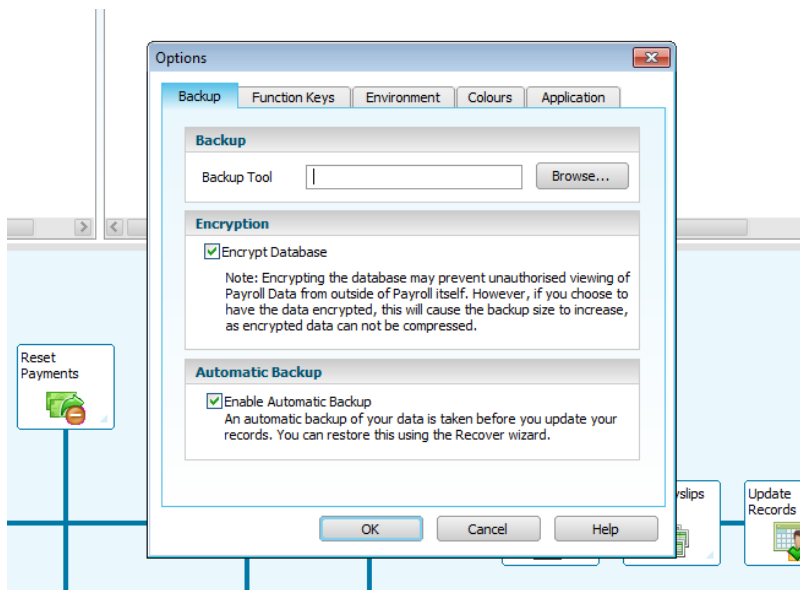 Options
Backup
Function Keys
Environment
Colours
Application
Backup
Backup Tool
Browse...
Encryption
Encrypt Database
Note: Encrypting the database may prevent unauthorised viewing of
Payroll Data from outside of Payroll itself. However, if you choose to
have the data encrypted, this will cause the backup size to increase,
as encrypted data can not be compressed.
Automatic Backup
Enable Automatic Backup
An automatic backup of your data is taken before you update your
records. You can restore this using the Recover wizard.
OK
Cancel
Help
Reset
Payments
Update
Records